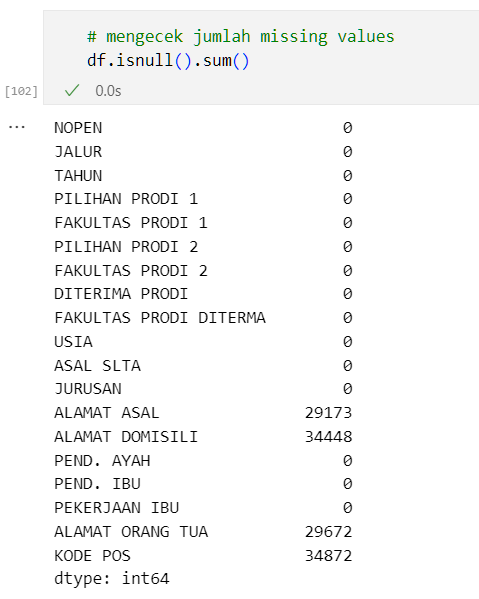 # mengecek jumlah missing values
df.isnull().sum()
[102] 0.0s
...
NOPEN 0
JALUR 0
TAHUN 0
PILIHAN PRODI 1 0
FAKULTAS PRODI 1 0
PILIHAN PRODI 2 0
FAKULTAS PRODI 2 0
DITERIMA PRODI 0
FAKULTAS PRODI DITERMA 0
USIA 0
ASAL SLTA 0
JURUSAN 0
ALAMAT ASAL 29173
ALAMAT DOMISILI 34448
PEND. AYAH 0
PEND. IBU 0
PEKERJAAN IBU 0
ALAMAT ORANG TUA 29672
KODE POS 34872
dtype: int64